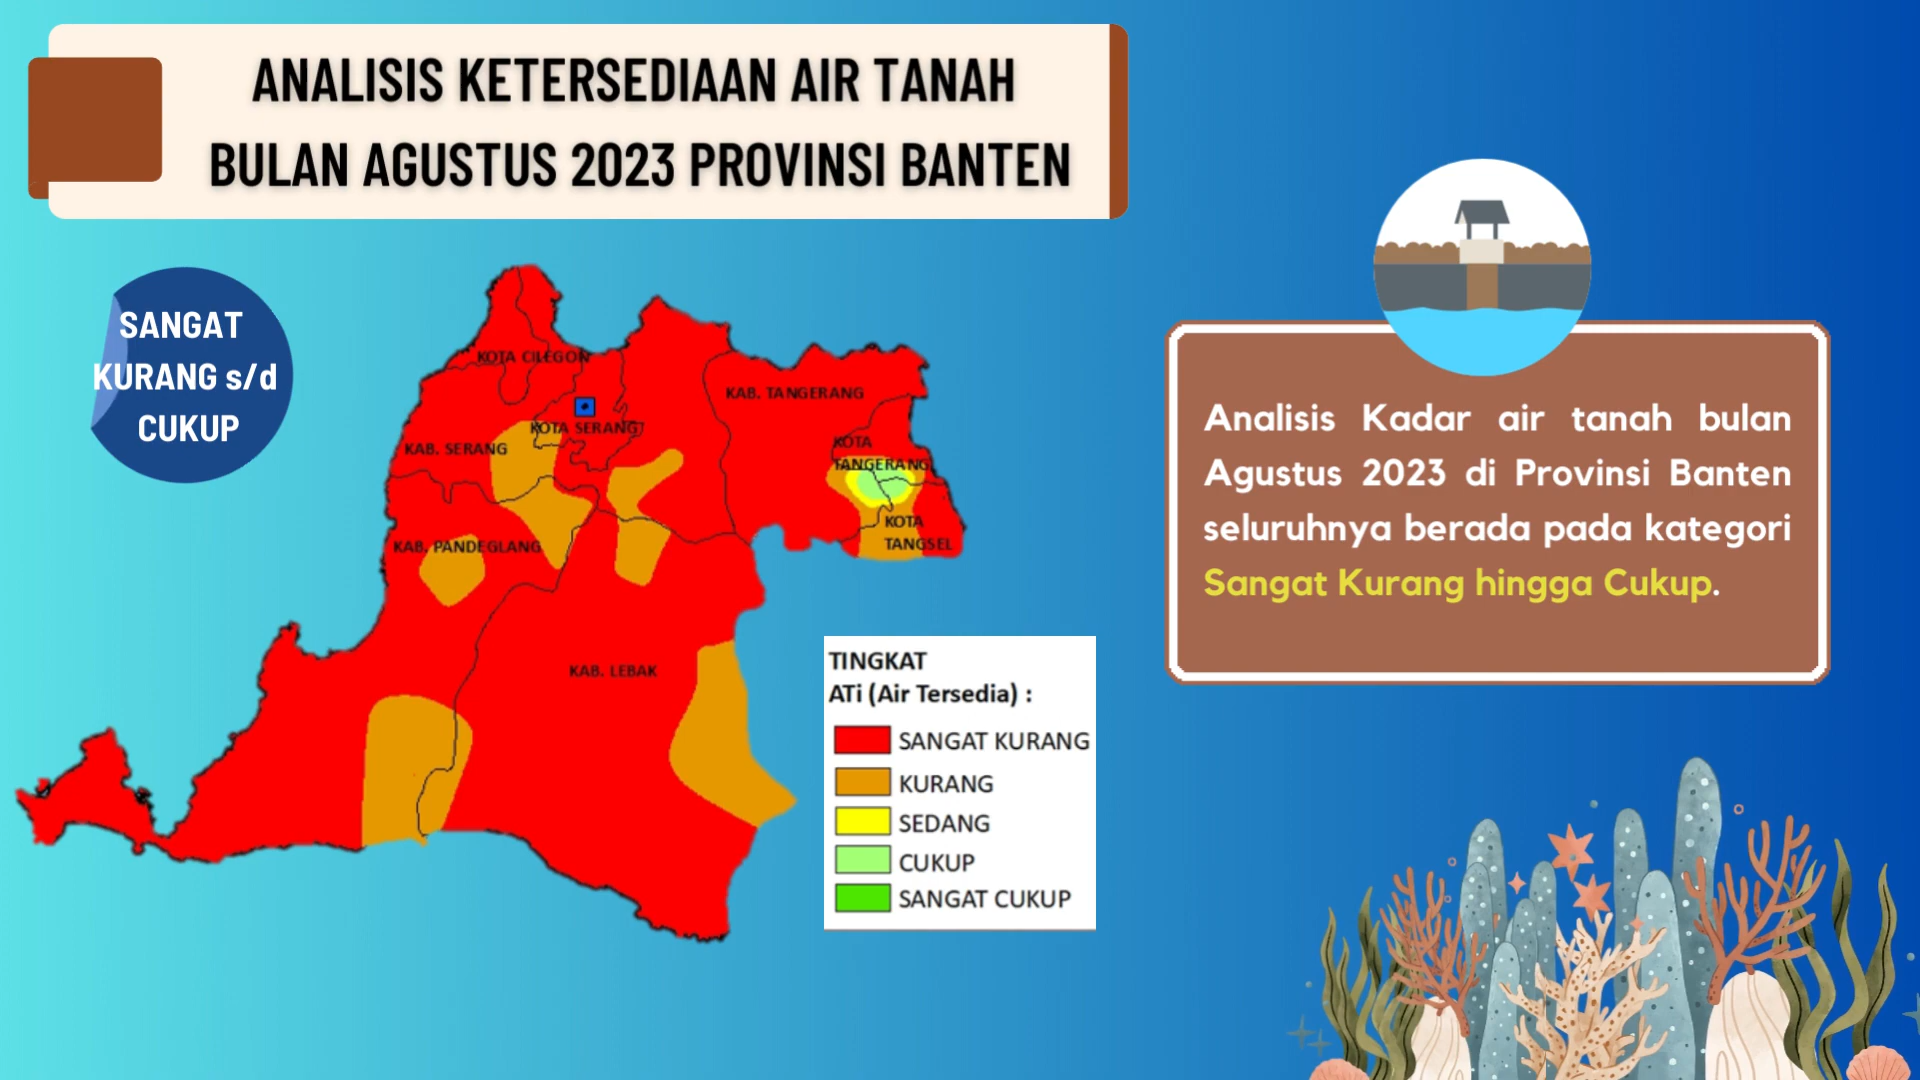 ANALISIS KETERSEDIAAN AIR TANAH
BULAN AGUSTUS 2023 PROVINSI BANTEN
SANGAT
KURANG s/d
CUKUP
KOTA CILEGON
KAB. TANGERANG
KOTA SERANG
KAB. SERANG
KOTA
TANGERANG
KOTA
TANGSEL
KAB. PANDEGLANG
KAB. LEBAK
TINGKAT
ATi (Air Tersedia) :
SANGAT KURANG
KURANG
SEDANG
CUKUP
SANGAT CUKUP
Analisis Kadar air tanah bulan
Agustus 2023 di Provinsi Banten
seluruhnya berada pada kategori
Sangat Kurang hingga Cukup.